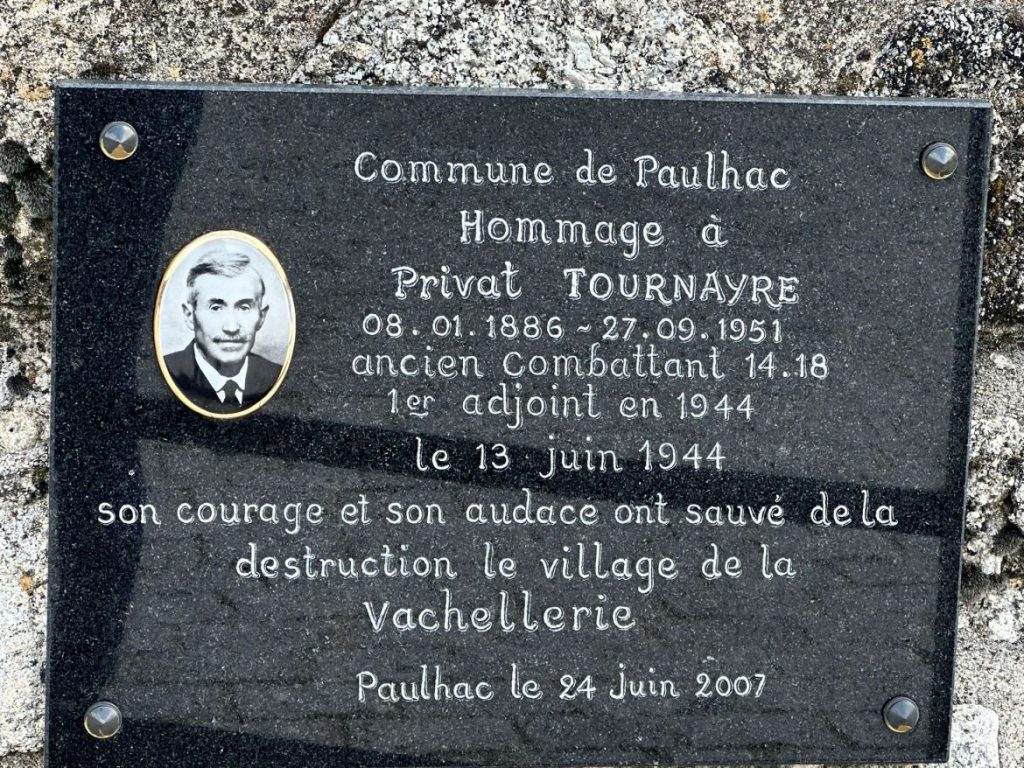 Commune de Paulhac
Hommage à
Privat TOURNAYRE
08.01.1886 ~ 27.09.1951
ancien Combattant 14.18
1er adjoint en 1944
le 13 juin 1944
son courage et son audace ont sauvé de la
destruction le village de la
Vachellerie
Paulhac le 24 juin 2007